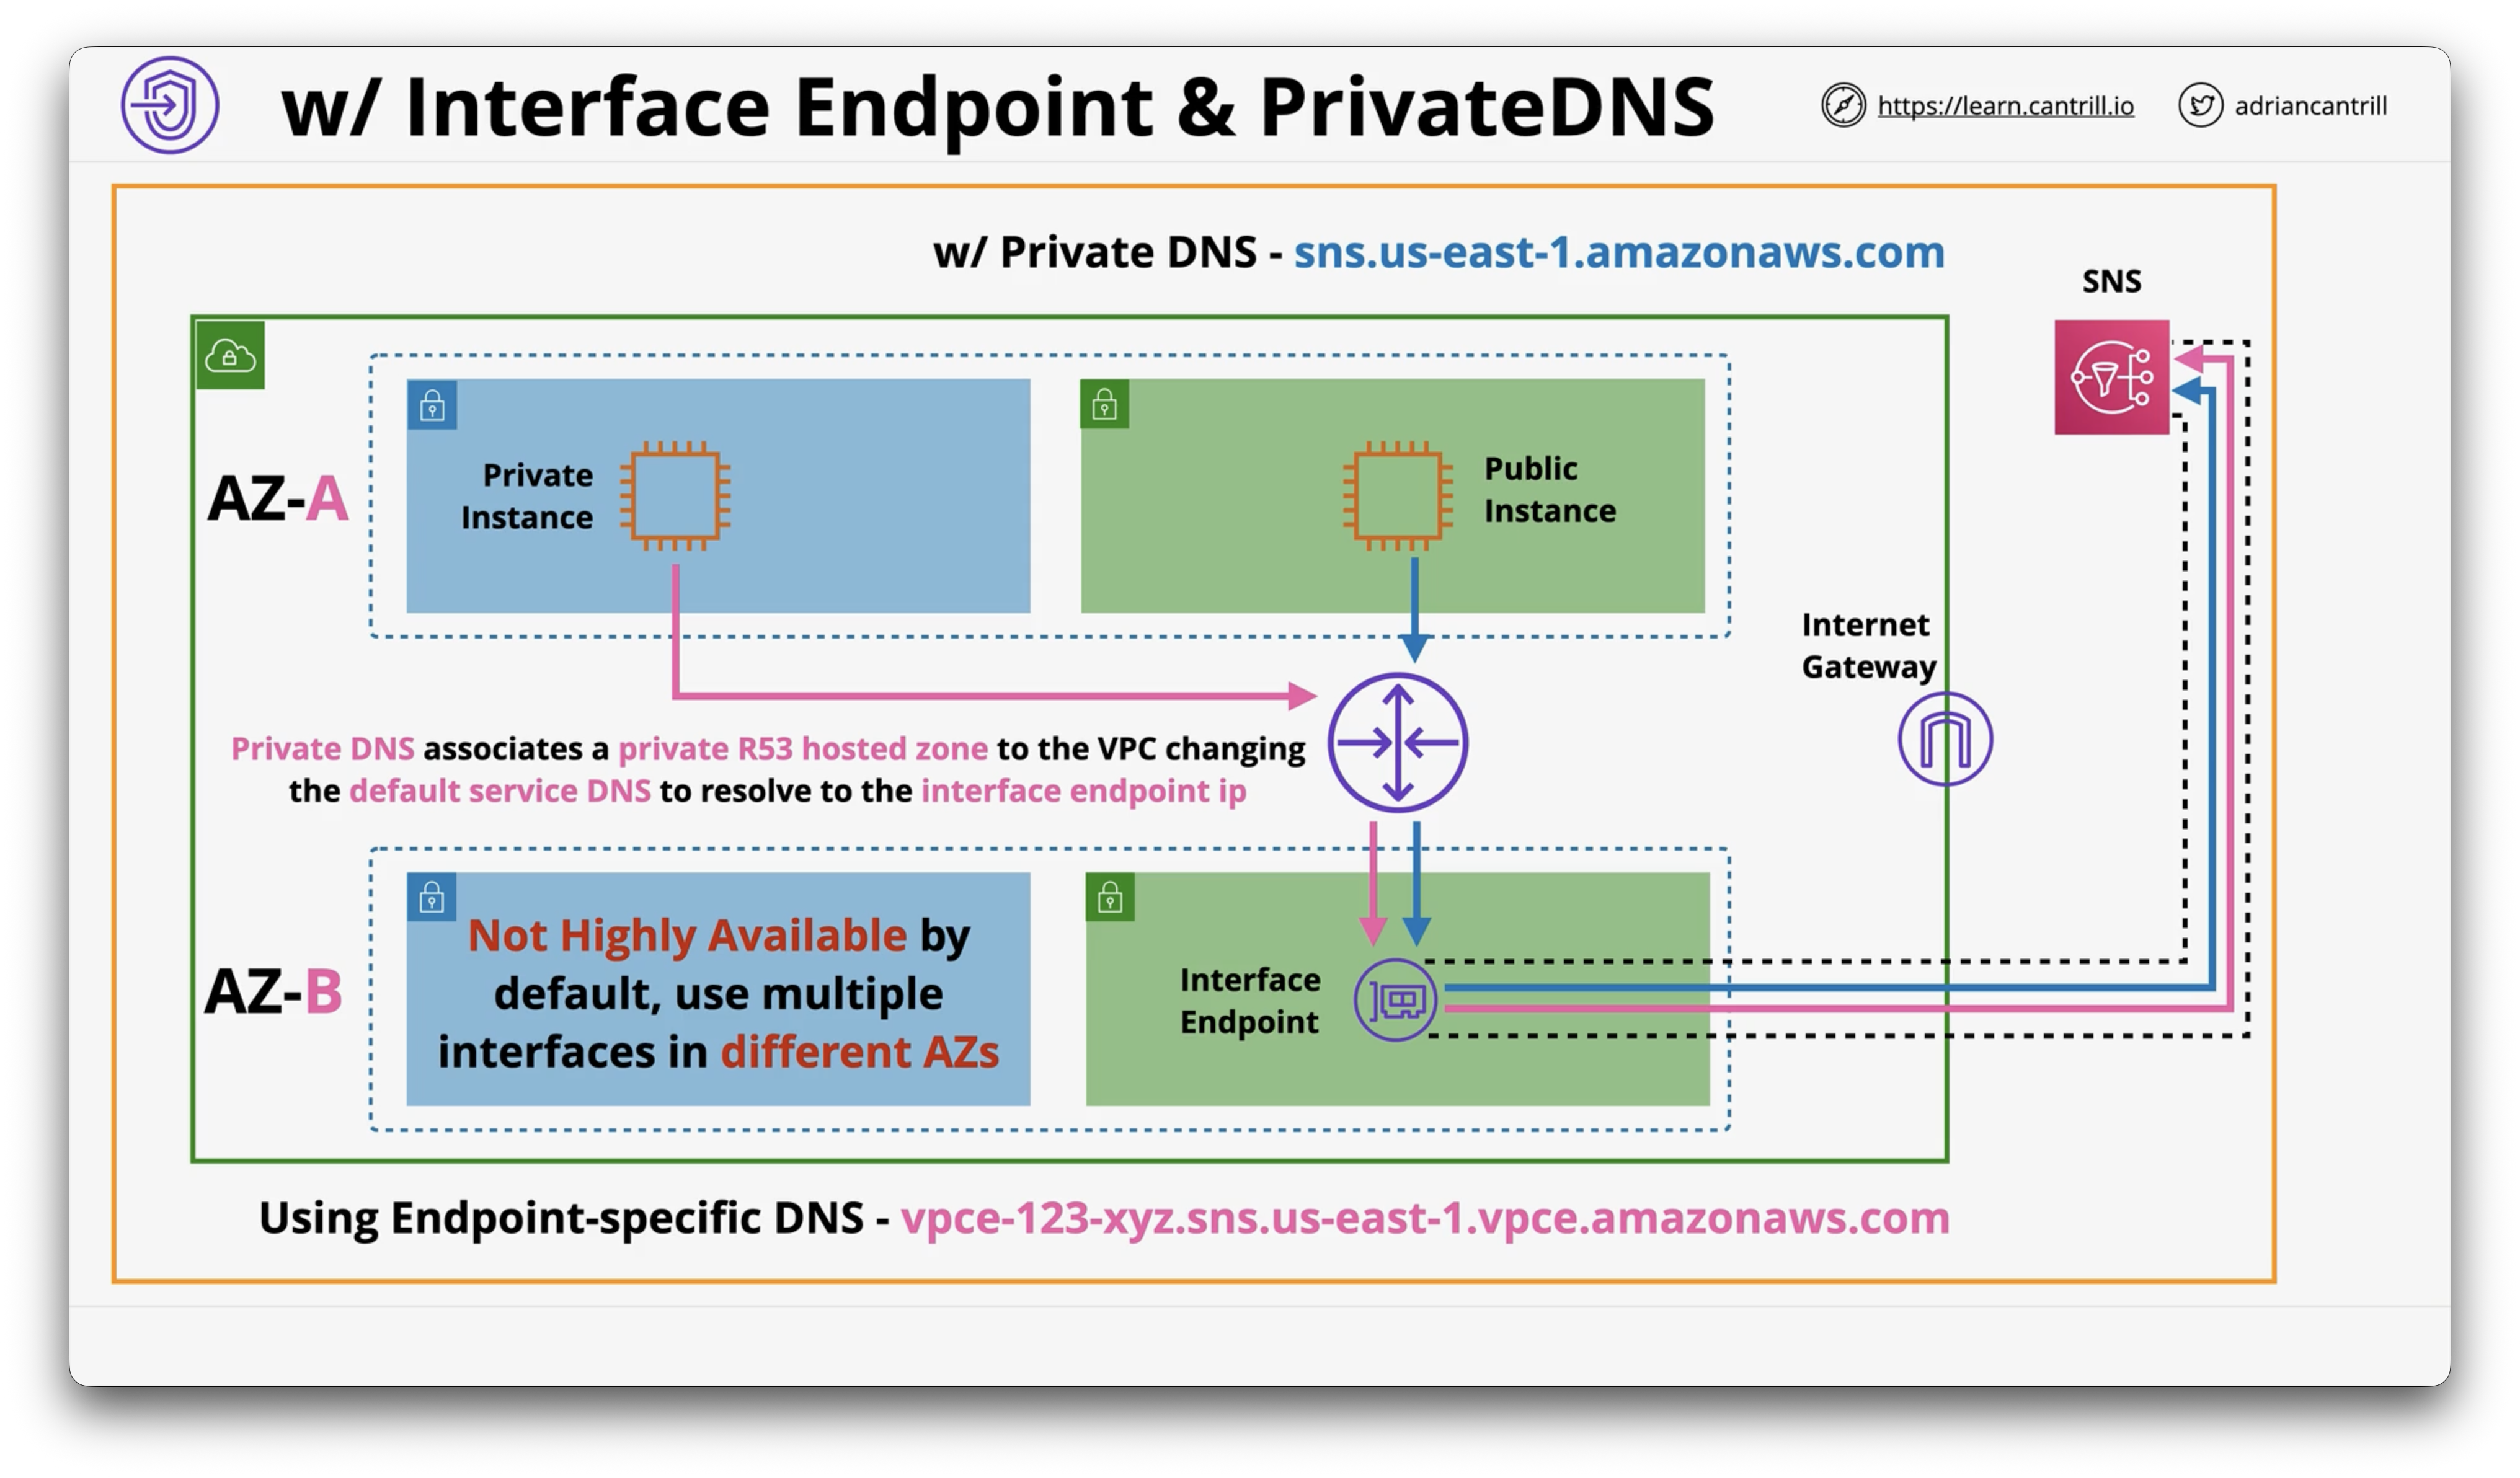 w/ Interface Endpoint & PrivateDNS
https://learn.cantrill.io
adriancantrill
w/ Private DNS - sns.us-east-1.amazonaws.com
SNS
AZ-A
Private
Instance
Public
Instance
Internet
Gateway
Private DNS associates a private R53 hosted zone to the VPC changing
the default service DNS to resolve to the interface endpoint ip
AZ-B
Not Highly Available by
default, use multiple
interfaces in different AZs
Interface
Endpoint
Using Endpoint-specific DNS - vpce-123-xyz.sns.us-east-1.vpce.amazonaws.com